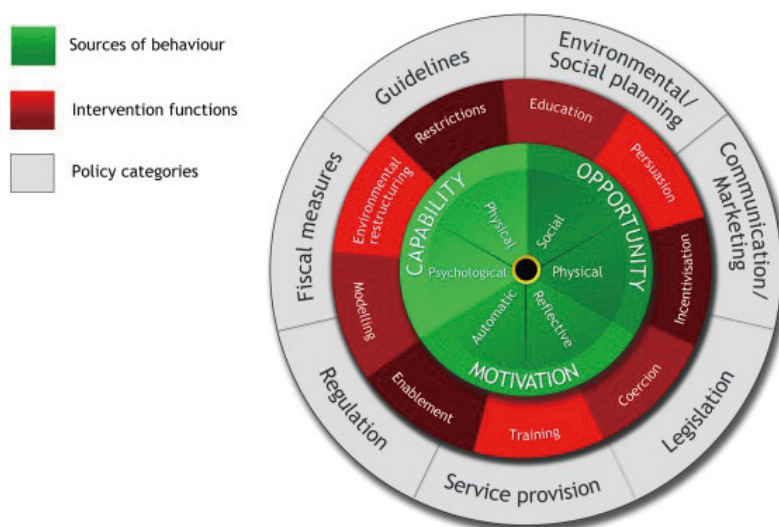 Sources of behaviour
Intervention functions
Policy categories
Guidelines
Environmental/
Social planning
Communication/
Marketing
Legislation
Service provision
Regulation
Fiscal measures
Restrictions
Education
Persuasion
Incentivisation
Coercion
Training
Enablement
Modelling
Environmental
restructuring
CAPABILITY
OPPORTUNITY
MOTIVATION
Physical
Social
Physical
Reflective
Automatic
Psychological